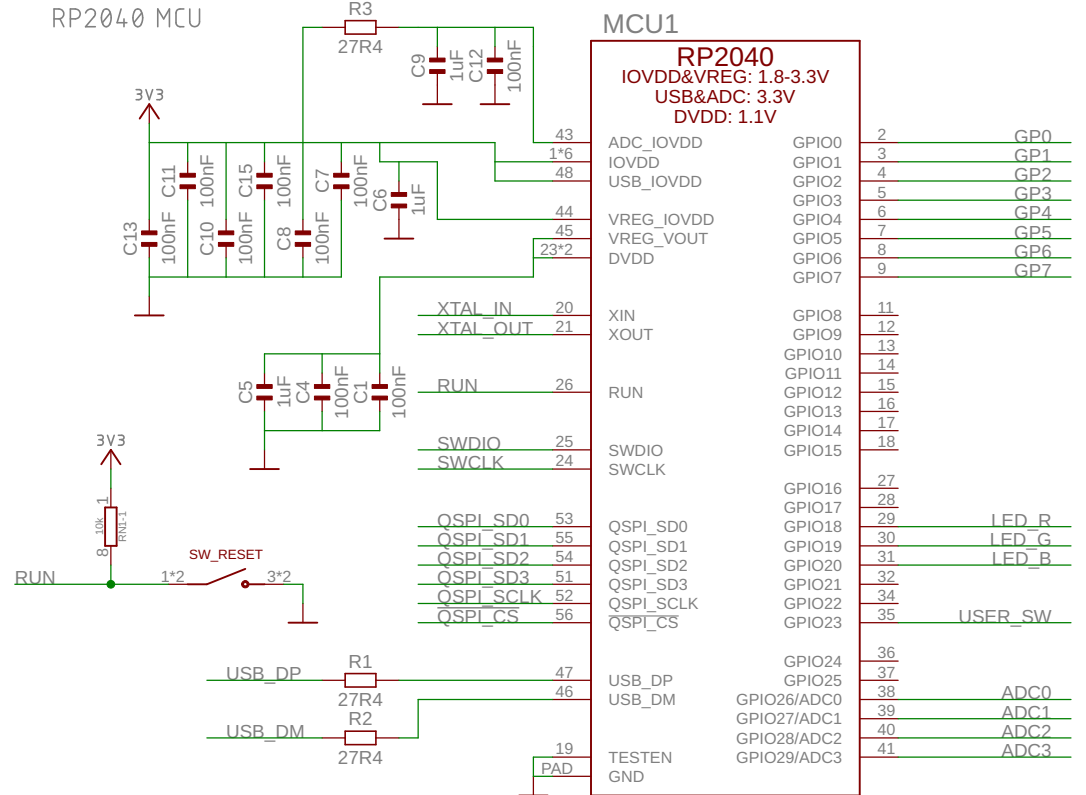 RP2040 MCU
R3
27R4
C9
1uF
C12
100nF
3V3
C13
100nF
C11
100nF
C10
100nF
C15
100nF
C8
100nF
C7
100nF
C6
1uF
C5
1uF
C4
100nF
C1
100nF
MCU1
RP2040
IOVDD&VREG: 1.8-3.3V
USB&ADC: 3.3V
DVDD: 1.1V
43 ADC_IOVDD
1*6 IOVDD
48 USB_IOVDD
44 VREG_IOVDD
45 VREG_VOUT
23*2 DVDD
XTAL_IN 20 XIN
XTAL_OUT 21 XOUT
RUN 26 RUN
SWDIO 25 SWDIO
SWCLK 24 SWCLK
QSPI_SD0 53 QSPI_SD0
QSPI_SD1 55 QSPI_SD1
QSPI_SD2 54 QSPI_SD2
QSPI_SD3 51 QSPI_SD3
QSPI_SCLK 52 QSPI_SCLK
QSPI_CS 56 QSPI_CS
USB_DP R1 27R4 47 USB_DP
USB_DM R2 27R4 46 USB_DM
19 TESTEN
PAD GND
GPIO0 2 GP0
GPIO1 3 GP1
GPIO2 4 GP2
GPIO3 5 GP3
GPIO4 6 GP4
GPIO5 7 GP5
GPIO6 8 GP6
GPIO7 9 GP7
GPIO8 11
GPIO9 12
GPIO10 13
GPIO11 14
GPIO12 15
GPIO13 16
GPIO14 17
GPIO15 18
GPIO16 27
GPIO17 28
GPIO18 29 LED_R
GPIO19 30 LED_G
GPIO20 31 LED_B
GPIO21 32
GPIO22 34
GPIO23 35 USER_SW
GPIO24 36
GPIO25 37
GPIO26/ADC0 38 ADC0
GPIO27/ADC1 39 ADC1
GPIO28/ADC2 40 ADC2
GPIO29/ADC3 41 ADC3
3V3
1
10k
RN1-1
8
RUN
SW_RESET
1*2
3*2